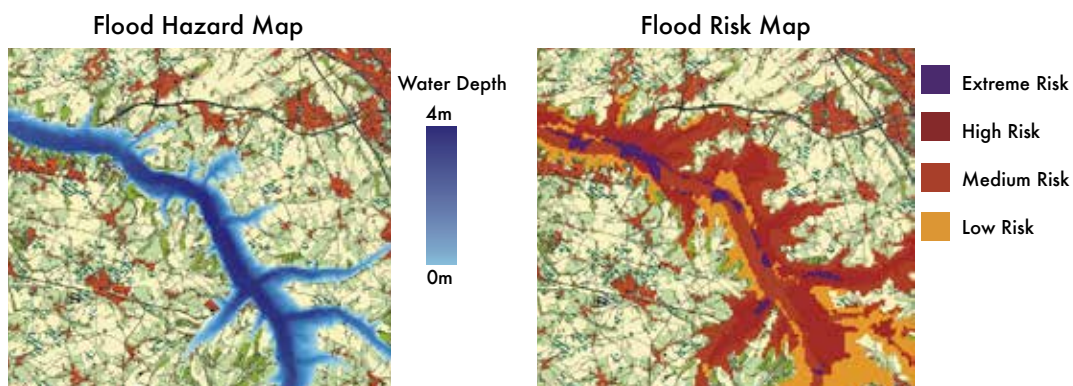 Flood Hazard Map
Water Depth
4m
0m
Flood Risk Map
Extreme Risk
High Risk
Medium Risk
Low Risk